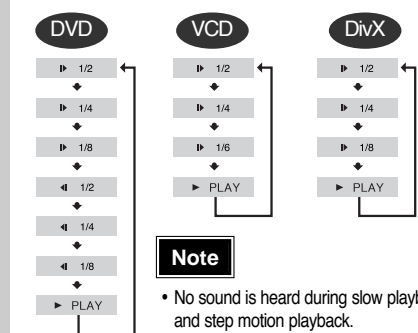 DVD
1/2
1/4
1/8
1/2
1/4
1/8
PLAY
VCD
1/2
1/4
1/6
PLAY
DivX
1/2
1/4
1/8
PLAY
Note
• No sound is heard during slow
and step motion playback.